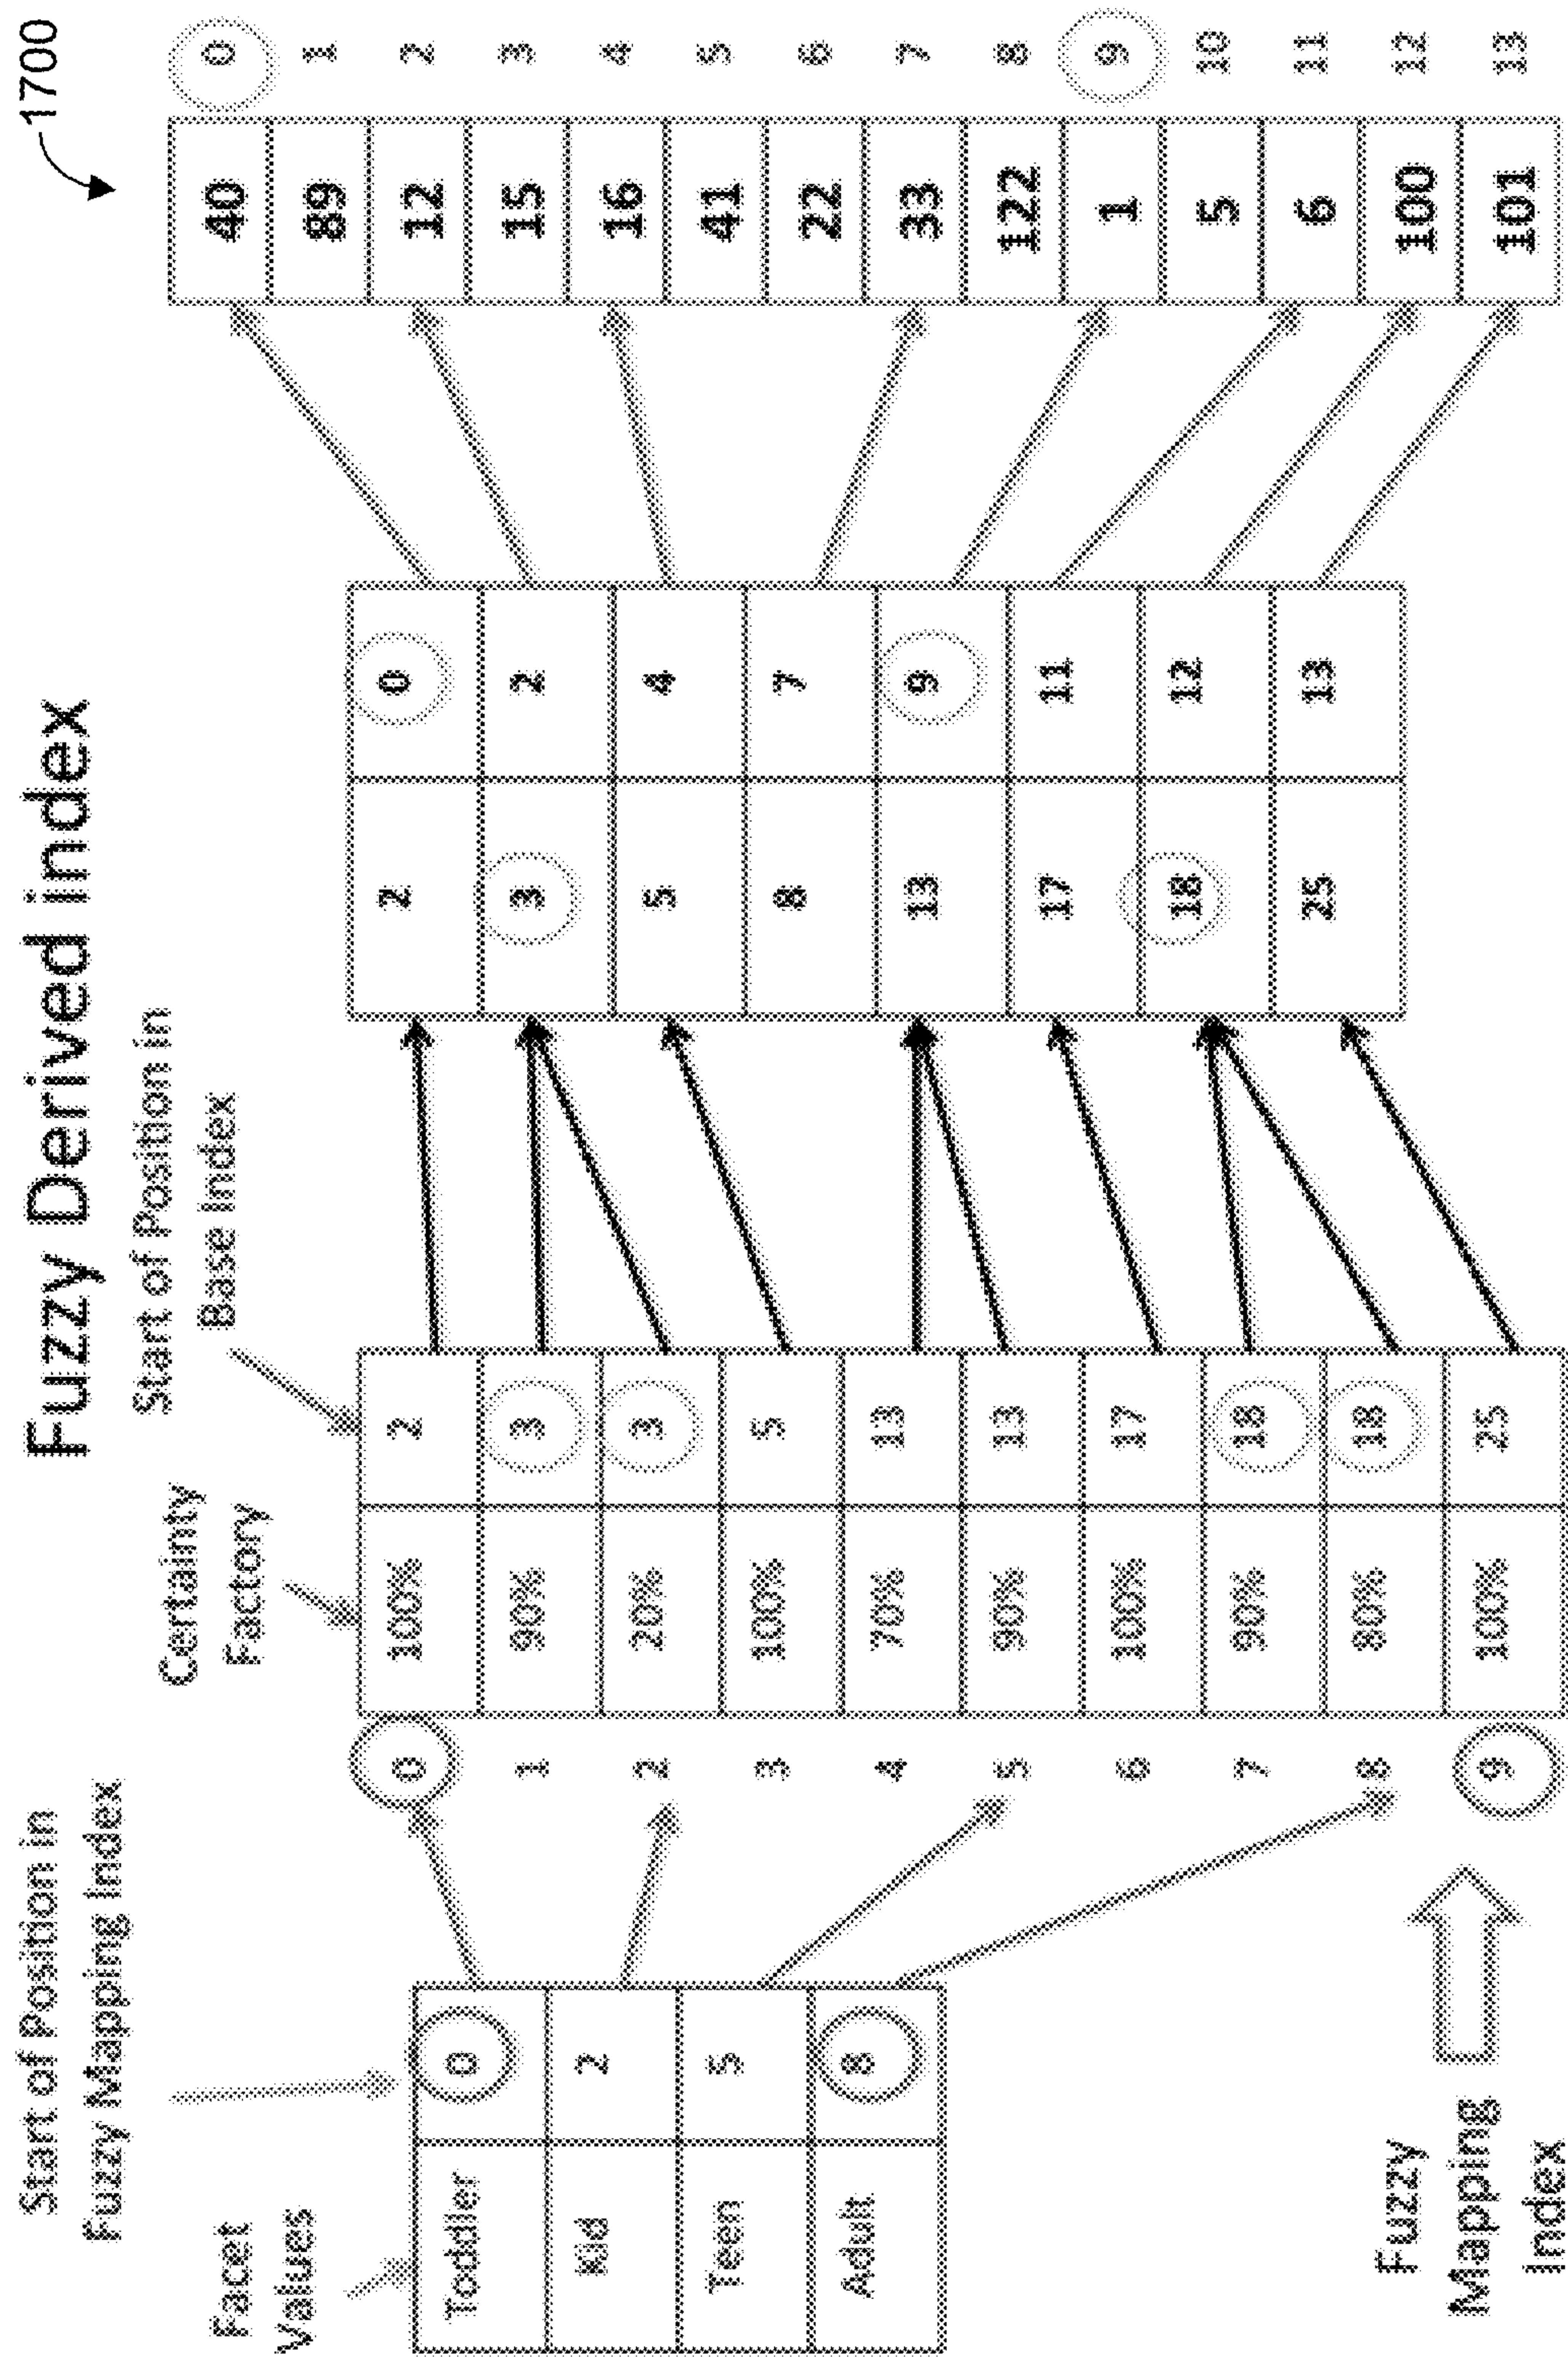 Fuzzy Derived index
1700
Start of Position in
Fuzzy Mapping Index
Certainty
Factory
Start of Position in
Base Index
Facet
Values
Toddler 0
Kid 2
Teen 5
Adult 8
0 100% 2
1 90% 3
2 20% 3
3 100% 5
4 70% 13
5 90% 13
6 100% 17
7 90% 18
8 80% 18
9 100% 25
2 0
3 2
5 4
8 7
13 9
17 11
18 12
25 13
40 0
89 1
12 2
15 3
16 4
41 5
22 6
33 7
122 8
1 9
5 10
6 11
100 12
101 13
Fuzzy
Mapping
Index